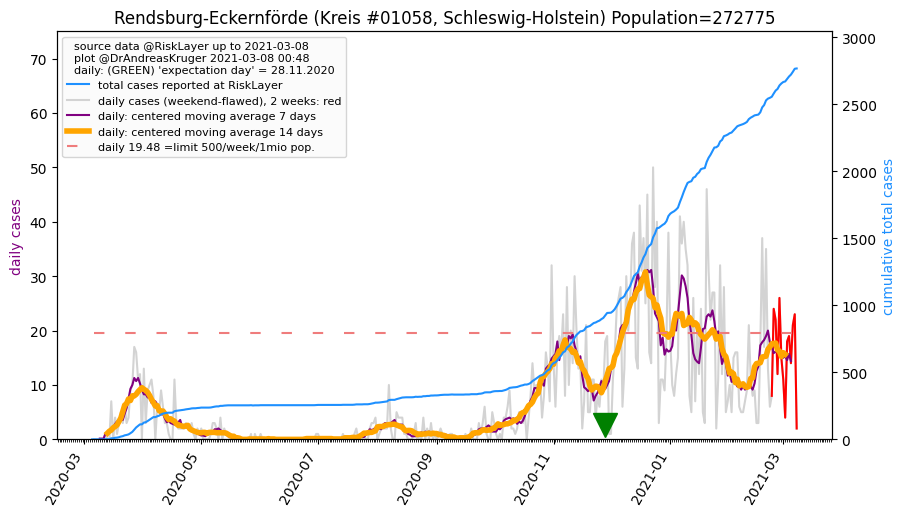 Rendsburg-Eckernförde (Kreis #01058, Schleswig-Holstein) Population=272775
source data @RiskLayer up to 2021-03-08
plot @DrAndreasKruger 2021-03-08 00:48
daily: (GREEN) 'expectation day' = 28.11.2020
total cases reported at RiskLayer
daily cases (weekend-flawed), 2 weeks: red
daily: centered moving average 7 days
daily: centered moving average 14 days
daily 19.48 =limit 500/week/1mio pop.
daily cases
70
60
50
40
30
20
10
0
cumulative total cases
3000
2500
2000
1500
1000
500
0
2020-03
2020-05
2020-07
2020-09
2020-11
2021-01
2021-03